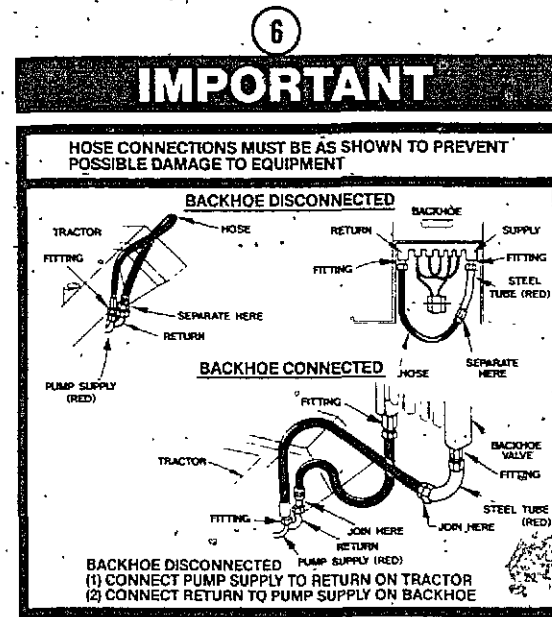 6
IMPORTANT
HOSE CONNECTIONS MUST BE AS SHOWN TO PREVENT
POSSIBLE DAMAGE TO EQUIPMENT
BACKHOE DISCONNECTED
TRACTOR
HOSE
FITTING
SEPARATE HERE
RETURN
PUMP SUPPLY
(RED)
BACKHOE
RETURN
SUPPLY
FITTING
FITTING
STEEL
TUBE (RED)
HOSE
SEPARATE
HERE
BACKHOE CONNECTED
FITTING
TRACTOR
BACKHOE
VALVE
FITTING
STEEL TUBE
(RED)
JOIN HERE
FITTING
JOIN HERE
RETURN
PUMP SUPPLY (RED)
BACKHOE DISCONNECTED
(1) CONNECT PUMP SUPPLY TO RETURN ON TRACTOR
(2) CONNECT RETURN TO PUMP SUPPLY ON BACKHOE